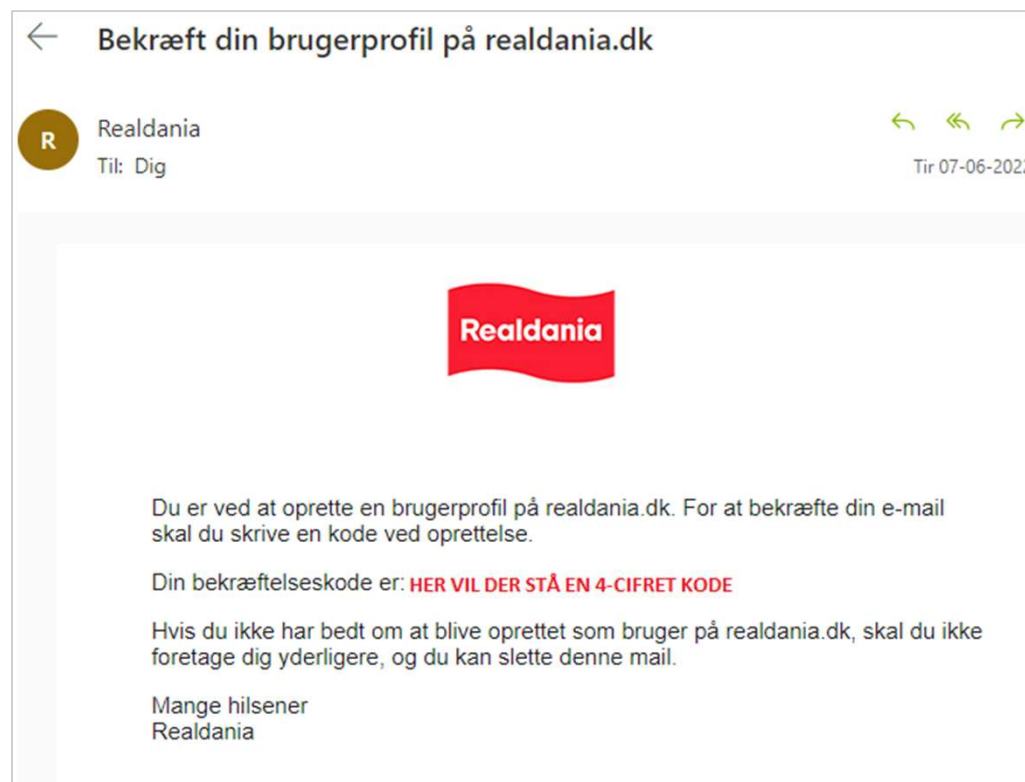 Bekræft din brugerprofil på realdania.dk
R
Realdania
Til: Dig
Tir 07-06-2022
Realdania
Du er ved at oprette en brugerprofil på realdania.dk. For at bekræfte din e-mail
skal du skrive en kode ved oprettelse.
Din bekræftelseskode er: HER VIL DER STÅ EN 4-CIFRET KODE
Hvis du ikke har bedt om at blive oprettet som bruger på realdania.dk, skal du ikke
foretage dig yderligere, og du kan slette denne mail.
Mange hilsener
Realdania